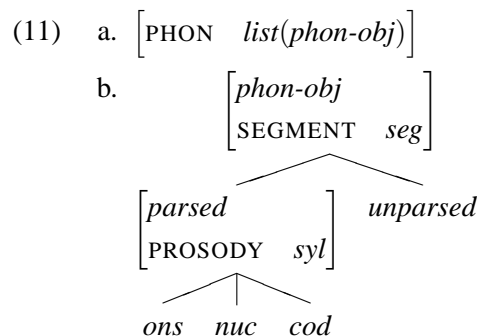 (11) a. [PHON list(phon-obj)]
b. [phon-obj
SEGMENT seg]
[parsed unparsed
PROSODY syl]
ons nuc cod